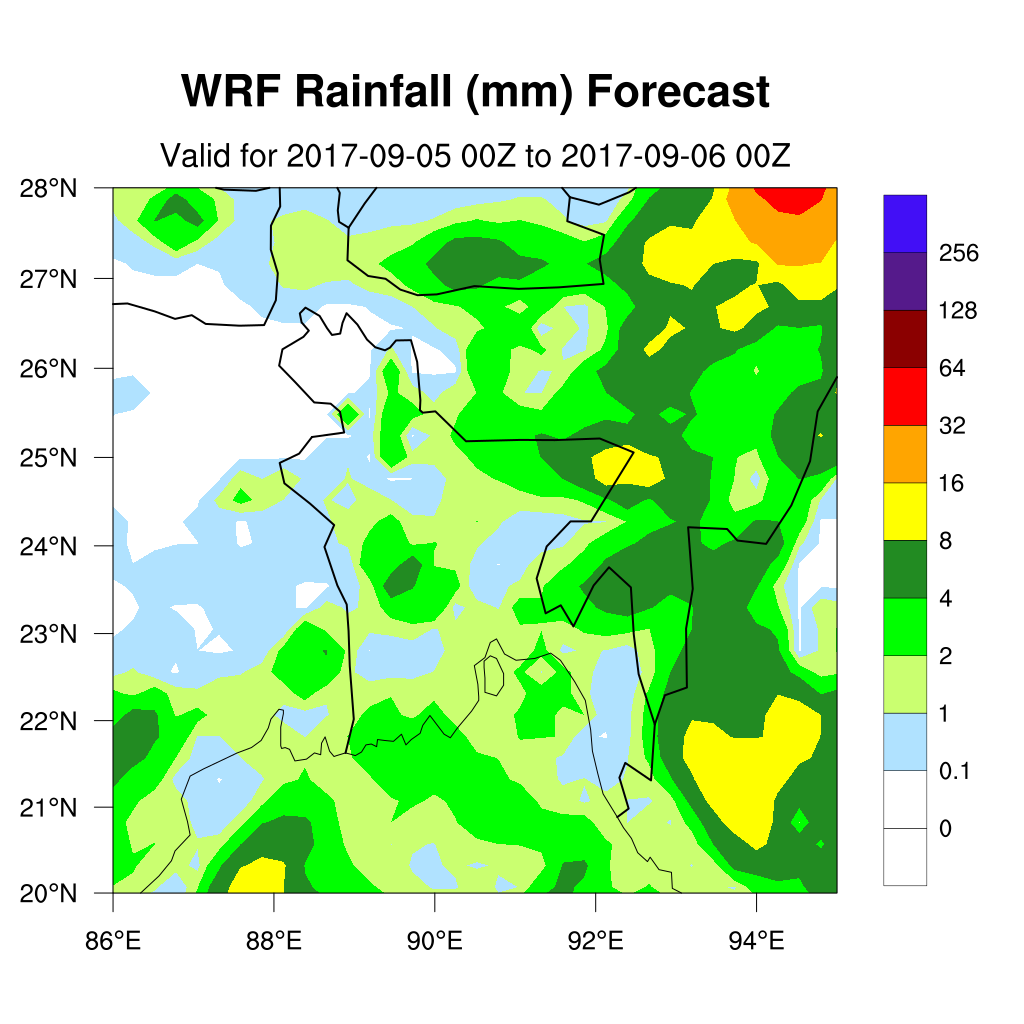 WRF Rainfall (mm) Forecast
Valid for 2017-09-05 00Z to 2017-09-06 00Z
28°N
27°N
26°N
25°N
24°N
23°N
22°N
21°N
20°N
86°E 88°E 90°E 92°E 94°E
256
128
64
32
16
8
4
2
1
0.1
0